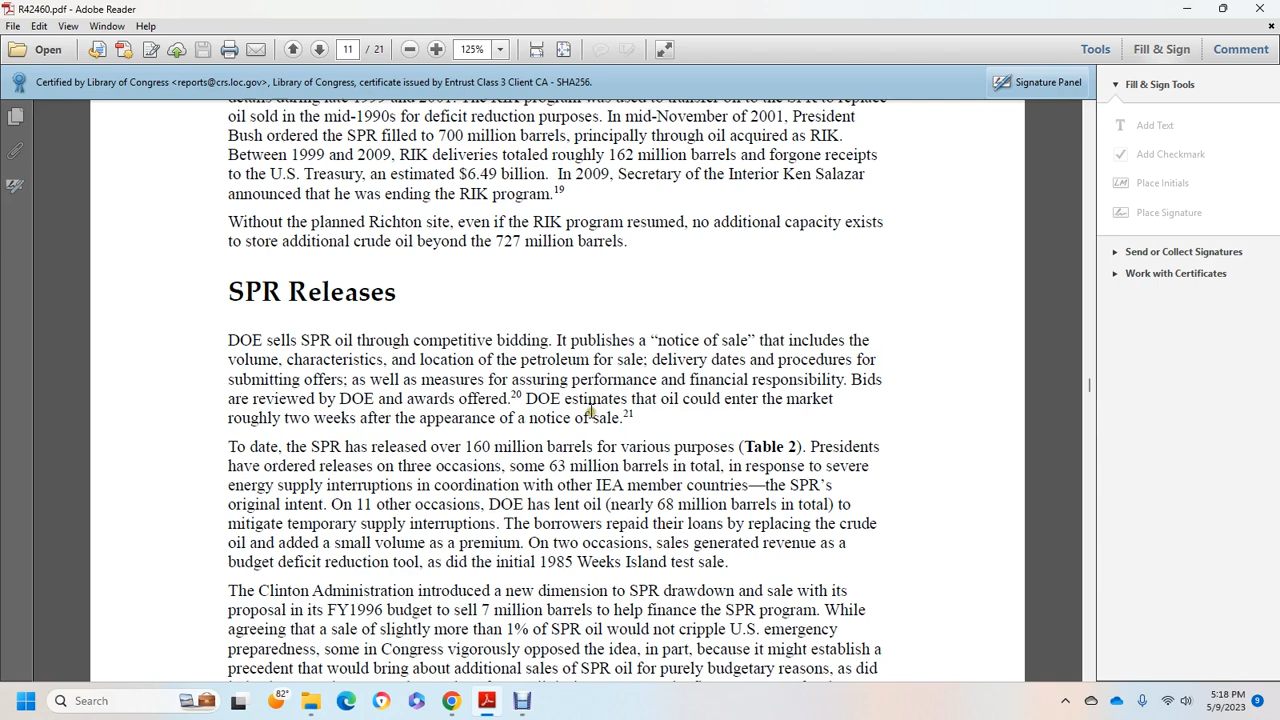 R42460.pdf - Adobe Reader
File Edit View Window Help
Open 11 / 21 125% Tools Fill & Sign Comment
Certified by Library of Congress <reports@crs.loc.gov>, Library of Congress, certificate issued by Entrust Class 3 Client CA - SHA256.
Signature Panel
details during late 1999 and 2001. The RIK program was used to transfer oil to the SPR to replace
oil sold in the mid-1990s for deficit reduction purposes. In mid-November of 2001, President
Bush ordered the SPR filled to 700 million barrels, principally through oil acquired as RIK.
Between 1999 and 2009, RIK deliveries totaled roughly 162 million barrels and forgone receipts
to the U.S. Treasury, an estimated $6.49 billion. In 2009, Secretary of the Interior Ken Salazar
announced that he was ending the RIK program.19
Without the planned Richton site, even if the RIK program resumed, no additional capacity exists
to store additional crude oil beyond the 727 million barrels.
SPR Releases
DOE sells SPR oil through competitive bidding. It publishes a “notice of sale” that includes the
volume, characteristics, and location of the petroleum for sale; delivery dates and procedures for
submitting offers; as well as measures for assuring performance and financial responsibility. Bids
are reviewed by DOE and awards offered.20 DOE estimates that oil could enter the market
roughly two weeks after the appearance of a notice of sale.21
To date, the SPR has released over 160 million barrels for various purposes (Table 2). Presidents
have ordered releases on three occasions, some 63 million barrels in total, in response to severe
energy supply interruptions in coordination with other IEA member countries—the SPR’s
original intent. On 11 other occasions, DOE has lent oil (nearly 68 million barrels in total) to
mitigate temporary supply interruptions. The borrowers repaid their loans by replacing the crude
oil and added a small volume as a premium. On two occasions, sales generated revenue as a
budget deficit reduction tool, as did the initial 1985 Weeks Island test sale.
The Clinton Administration introduced a new dimension to SPR drawdown and sale with its
proposal in its FY1996 budget to sell 7 million barrels to help finance the SPR program. While
agreeing that a sale of slightly more than 1% of SPR oil would not cripple U.S. emergency
preparedness, some in Congress vigorously opposed the idea, in part, because it might establish a
precedent that would bring about additional sales of SPR oil for purely budgetary reasons, as did
Fill & Sign Tools
Add Text
Add Checkmark
Place Initials
Place Signature
Send or Collect Signatures
Work with Certificates
Search
82°
5:18 PM
5/9/2023
9